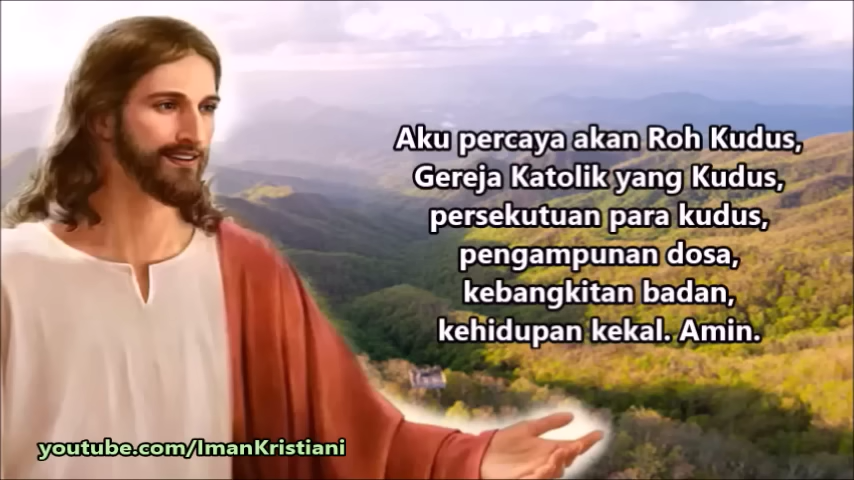 Aku percaya akan Roh Kudus,
Gereja Katolik yang Kudus,
persekutuan para kudus,
pengampunan dosa,
kebangkitan badan,
kehidupan kekal. Amin.
youtube.com/ImanKristiani